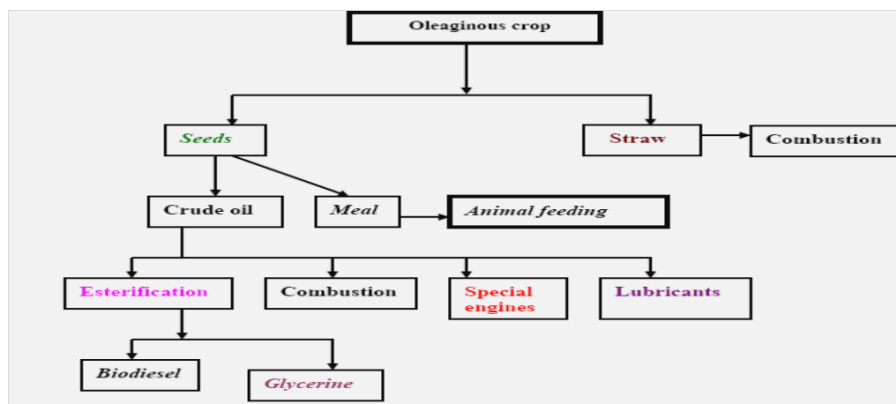 Oleaginous crop
Seeds
Straw
Combustion
Crude oil
Meal
Animal feeding
Esterification
Combustion
Special
engines
Lubricants
Biodiesel
Glycerine